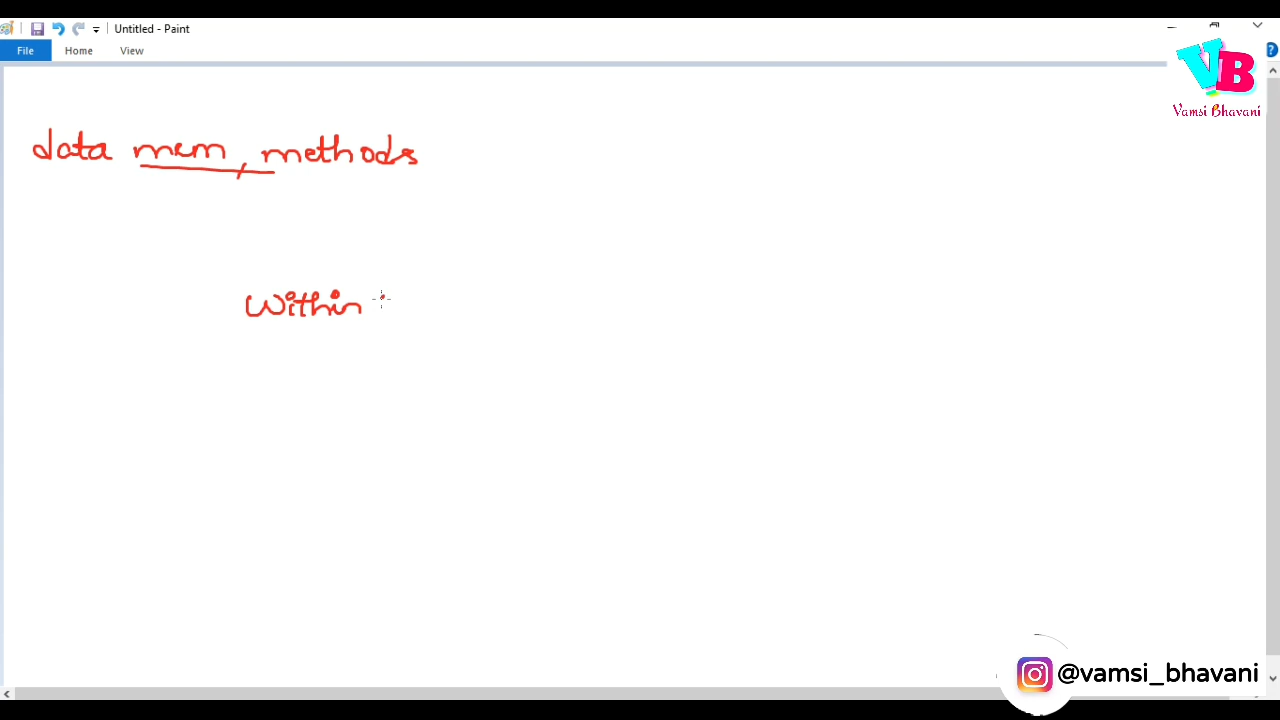 Untitled - Paint
File Home View
VB
Vamsi Bhavani
data mem, methods
within
@vamsi_bhavani